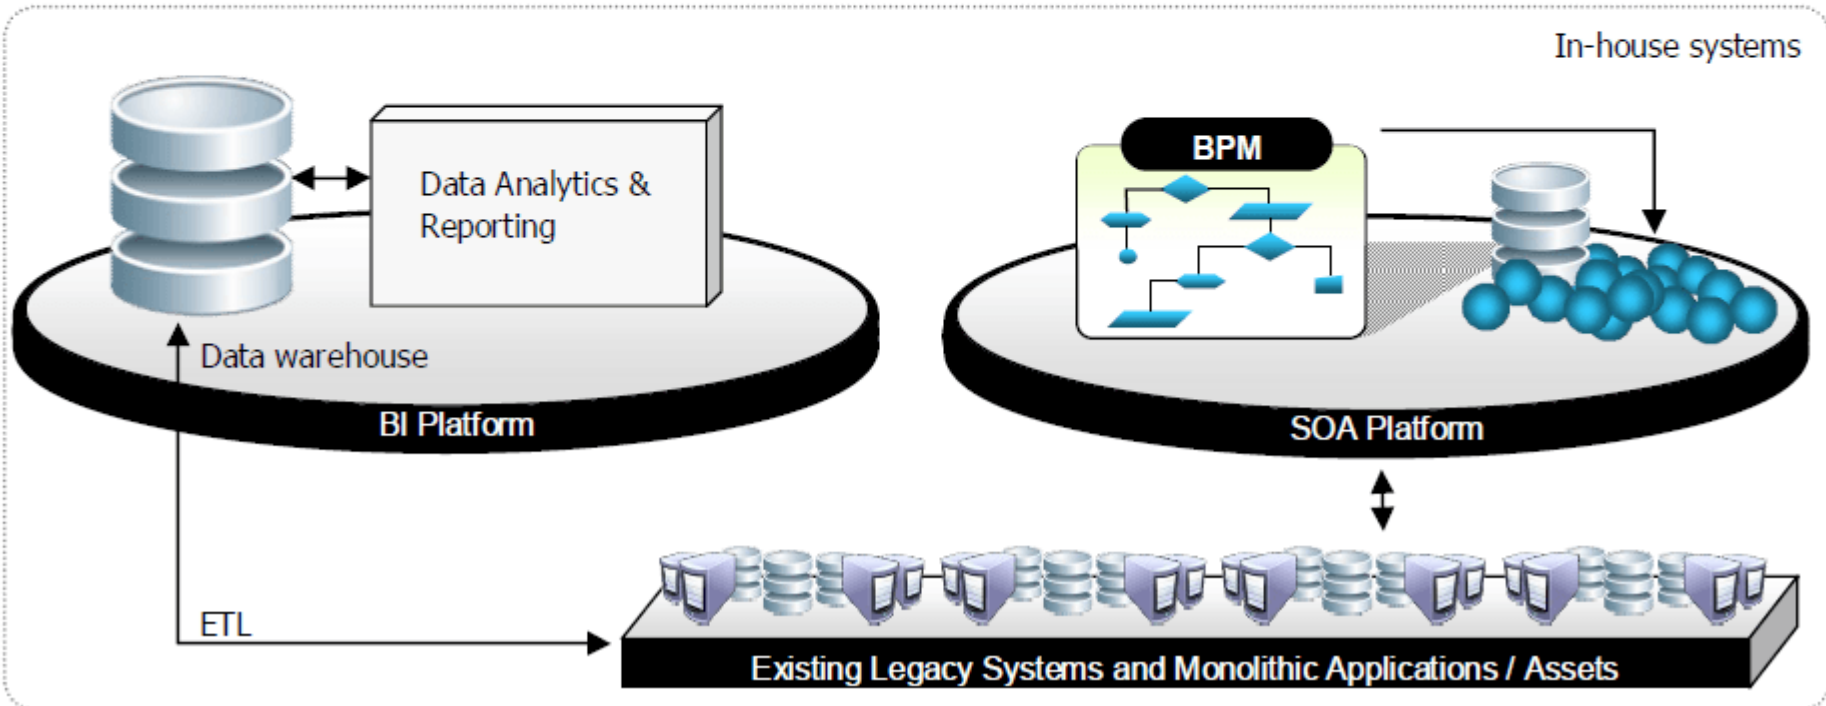 In-house systems
BPM
Data Analytics &
Reporting
Data warehouse
BI Platform
SOA Platform
ETL
Existing Legacy Systems and Monolithic Applications / Assets